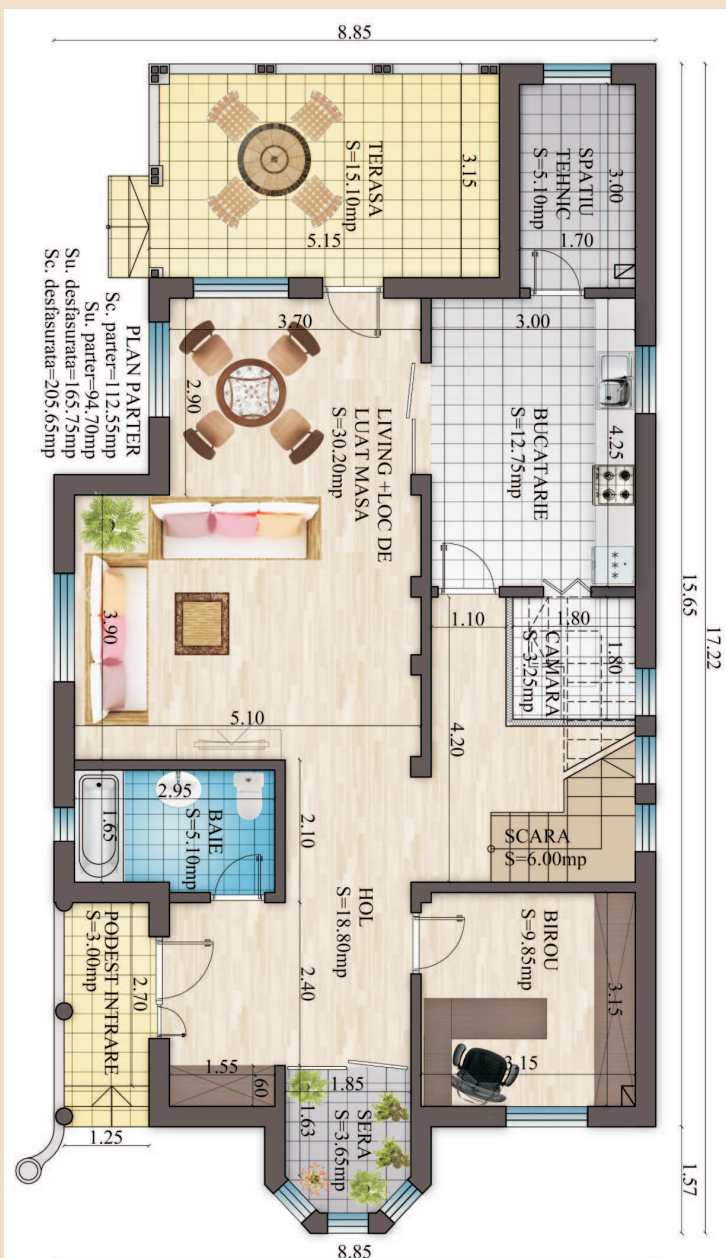 8.85
TERASA
S=15.10mp
3.15
5.15
SPATIU
TEHNIC
S=5.10mp
3.00
1.70
PLAN PARTER
Sc. parter=112.55mp
Su. parter=94.70mp
Su. desfasurata=165.75mp
Sc. desfasurata=205.65mp
3.70
2.90
LIVING +LOC DE
LUAT MASA
S=30.20mp
3.00
BUCATARIE
S=12.75mp
4.25
***
15.65
17.22
3.90
5.10
1.10
1.80
1.80
CAMARA
S=3.25mp
4.20
SCARA
S=6.00mp
2.95
1.65
BAIE
S=5.10mp
2.10
HOL
S=18.80mp
2.40
BIROU
S=9.85mp
3.15
3.15
PODEST INTRARE
S=3.00mp
2.70
1.25
1.55
.60
1.85
1.63
SERA
S=3.65mp
1.57
8.85